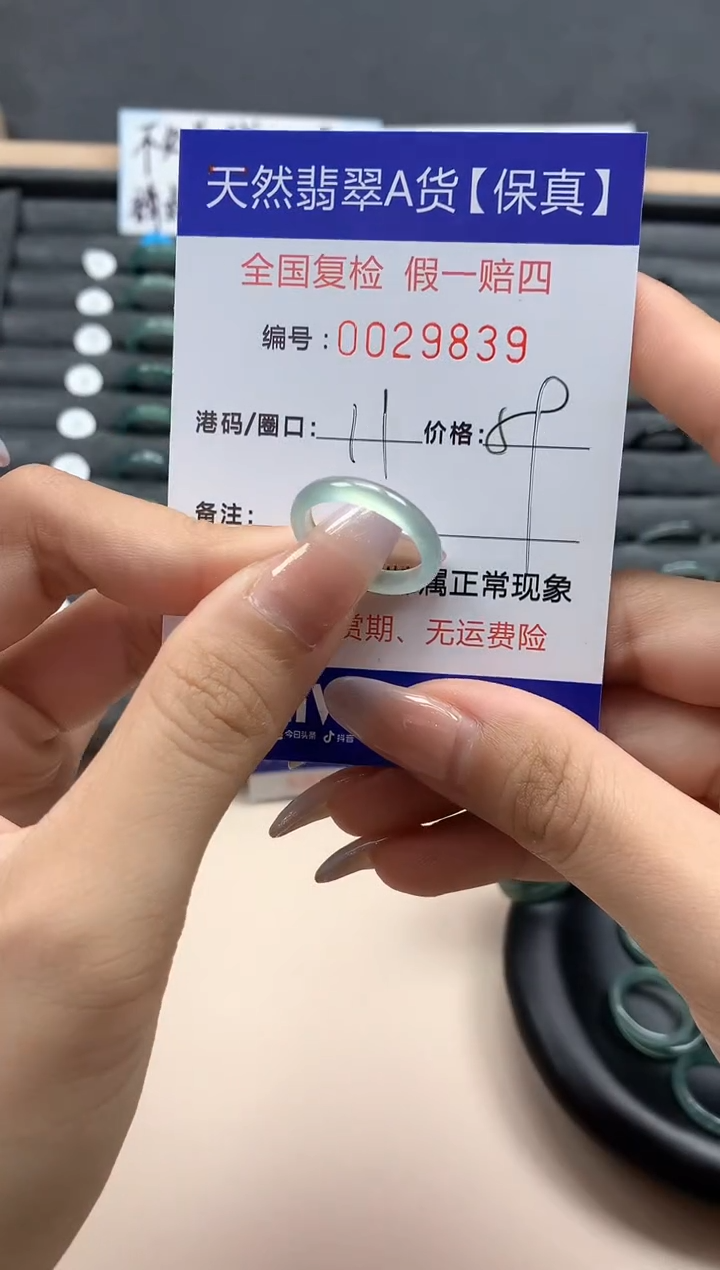 天然翡翠A货【保真】
全国复检 假一赔四
编号：0029839
港码/圈口： 11 价格：
备注：
属正常现象
赏期、无运费险
今日头条 抖音